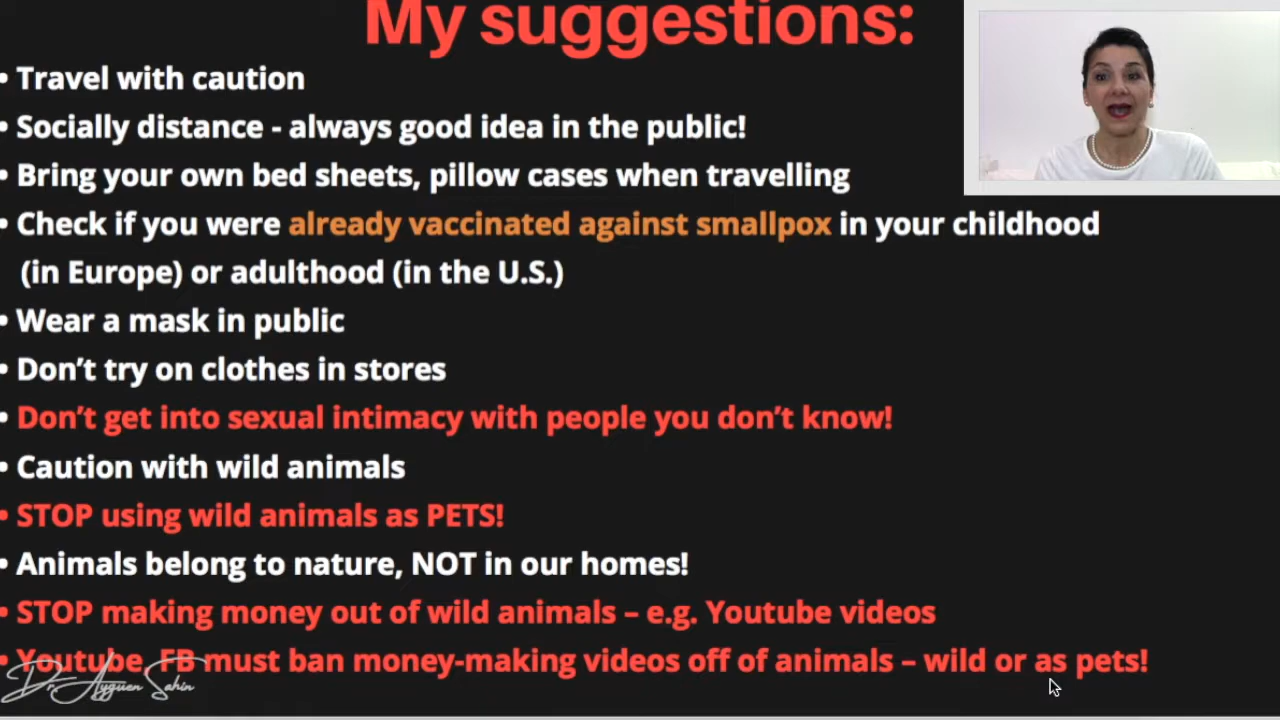 My suggestions:
• Travel with caution
• Socially distance - always good idea in the public!
• Bring your own bed sheets, pillow cases when travelling
• Check if you were already vaccinated against smallpox in your childhood
(in Europe) or adulthood (in the U.S.)
• Wear a mask in public
• Don't try on clothes in stores
• Don't get into sexual intimacy with people you don't know!
• Caution with wild animals
• STOP using wild animals as PETS!
• Animals belong to nature, NOT in our homes!
• STOP making money out of wild animals – e.g. Youtube videos
• Youtube, FB must ban money-making videos off of animals – wild or as pets!
Dr. Ayguen Sahin